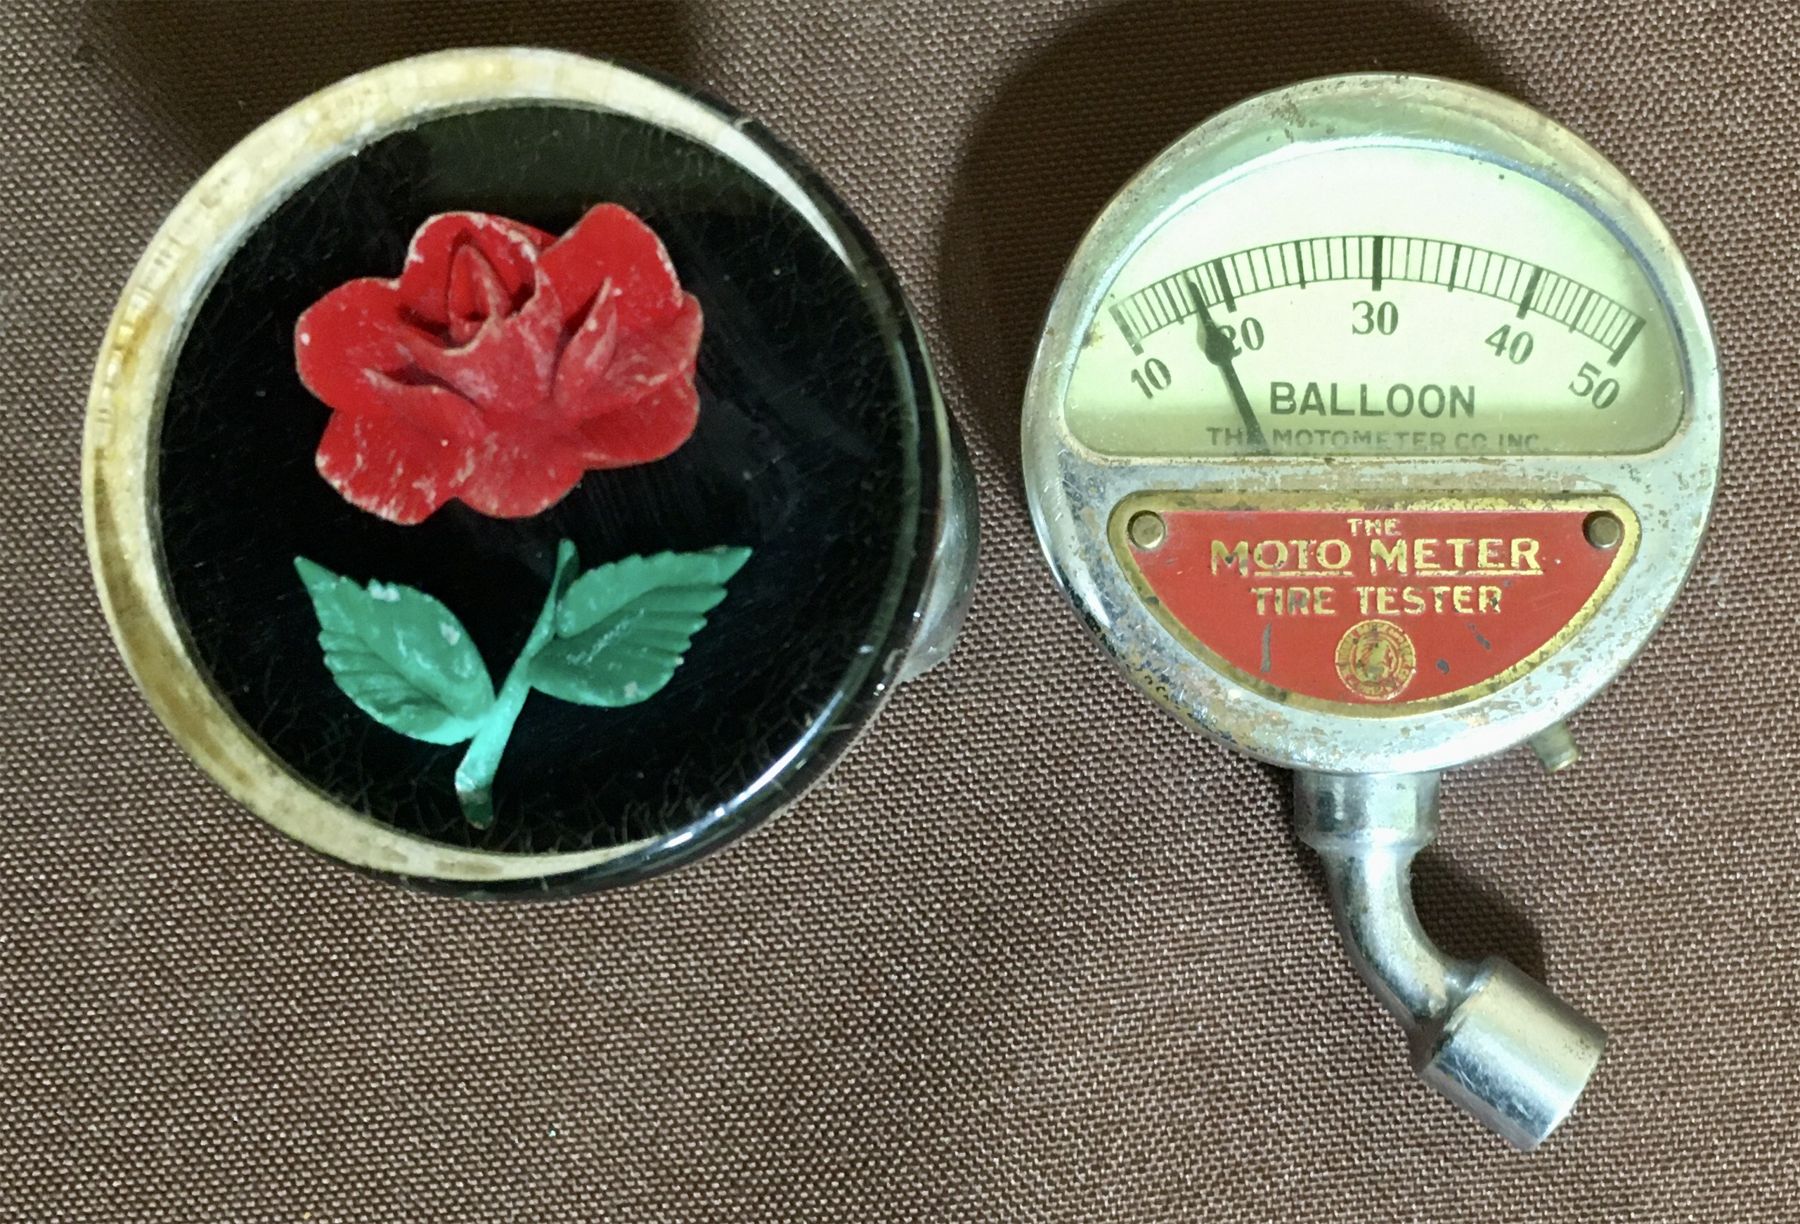 10 20 30 40 50
BALLOON
THE MOTOMETER CO. INC.
THE
MOTO METER
TIRE TESTER